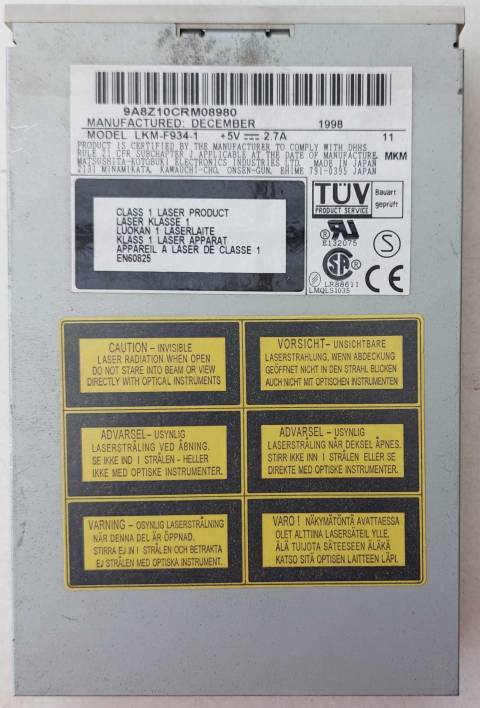 9A8Z10CRM08980
MANUFACTURED: DECEMBER 1998
MODEL LKM-F934-1 +5V 2.7A 11
PRODUCT IS CERTIFIED BY THE MANUFACTURER TO COMPLY WITH DHHS
RULE 21 CFR SUBCHAPTER J APPLICABLE AT THE DATE OF MANUFACTURE. MKM
MATSUSHITA-KOTOBUKI ELECTRONICS INDUSTRIES LTD. MADE IN JAPAN
2131 MINAMIKATA, KAWAUCHI-CHO, ONSEN-GUN, EHIME 791-0395 JAPAN
CLASS 1 LASER PRODUCT
LASER KLASSE 1
LUOKAN 1 LASERLAITE
KLASS 1 LASER APPARAT
APPAREIL A LASER DE CLASSE 1
EN60825
TÜV
PRODUCT SERVICE
Bauart
geprüft
E132075
S
LR88611
LMQLS1035
CAUTION – INVISIBLE
LASER RADIATION WHEN OPEN
DO NOT STARE INTO BEAM OR VIEW
DIRECTLY WITH OPTICAL INSTRUMENTS
VORSICHT– UNSICHTBARE
LASERSTRAHLUNG, WENN ABDECKUNG
GEÖFFNET NICHT IN DEN STRAHL BLICKEN
AUCH NICHT MIT OPTISCHEN INSTRUMENTEN
ADVARSEL – USYNLIG
LASERSTRÅLING VED ÅBNING.
SE IKKE IND I STRÅLEN – HELLER
IKKE MED OPTISKE INSTRUMENTER.
ADVARSEL – USYNLIG
LASERSTRÅLING NÅR DEKSEL ÅPNES.
STIRR IKKE INN I STRÅLEN ELLER SE
DIREKTE MED OPTISKE INSTRUMENTER.
VARNING – OSYNLIG LASERSTRÅLNING
NÄR DENNA DEL ÄR ÖPPNAD.
STIRRA EJ IN I STRÅLEN OCH BETRAKTA
EJ STRÅLEN MED OPTISKA INSTRUMENT.
VARO ! NÄKYMÄTÖNTÄ AVATTAESSA
OLET ALTTIINA LASERSÄTEIL YLLE.
ÄLÄ TUIJOTA SÄTEESEEN ÄLÄKÄ
KATSO SITÄ OPTISEN LAITTEEN LÄPI.